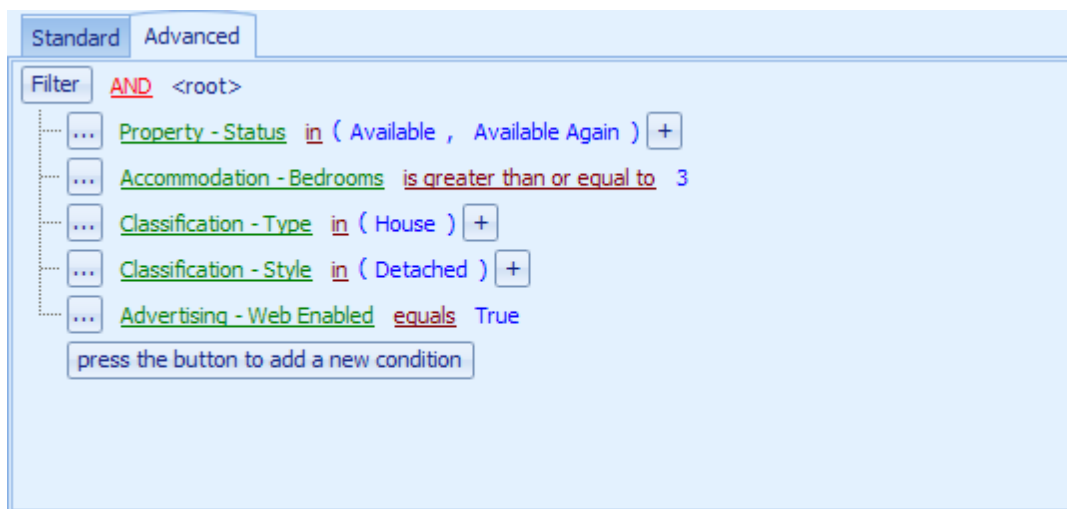 Standard Advanced
Filter AND <root>
... Property - Status in ( Available , Available Again ) +
... Accommodation - Bedrooms is greater than or equal to 3
... Classification - Type in ( House ) +
... Classification - Style in ( Detached ) +
... Advertising - Web Enabled equals True
press the button to add a new condition